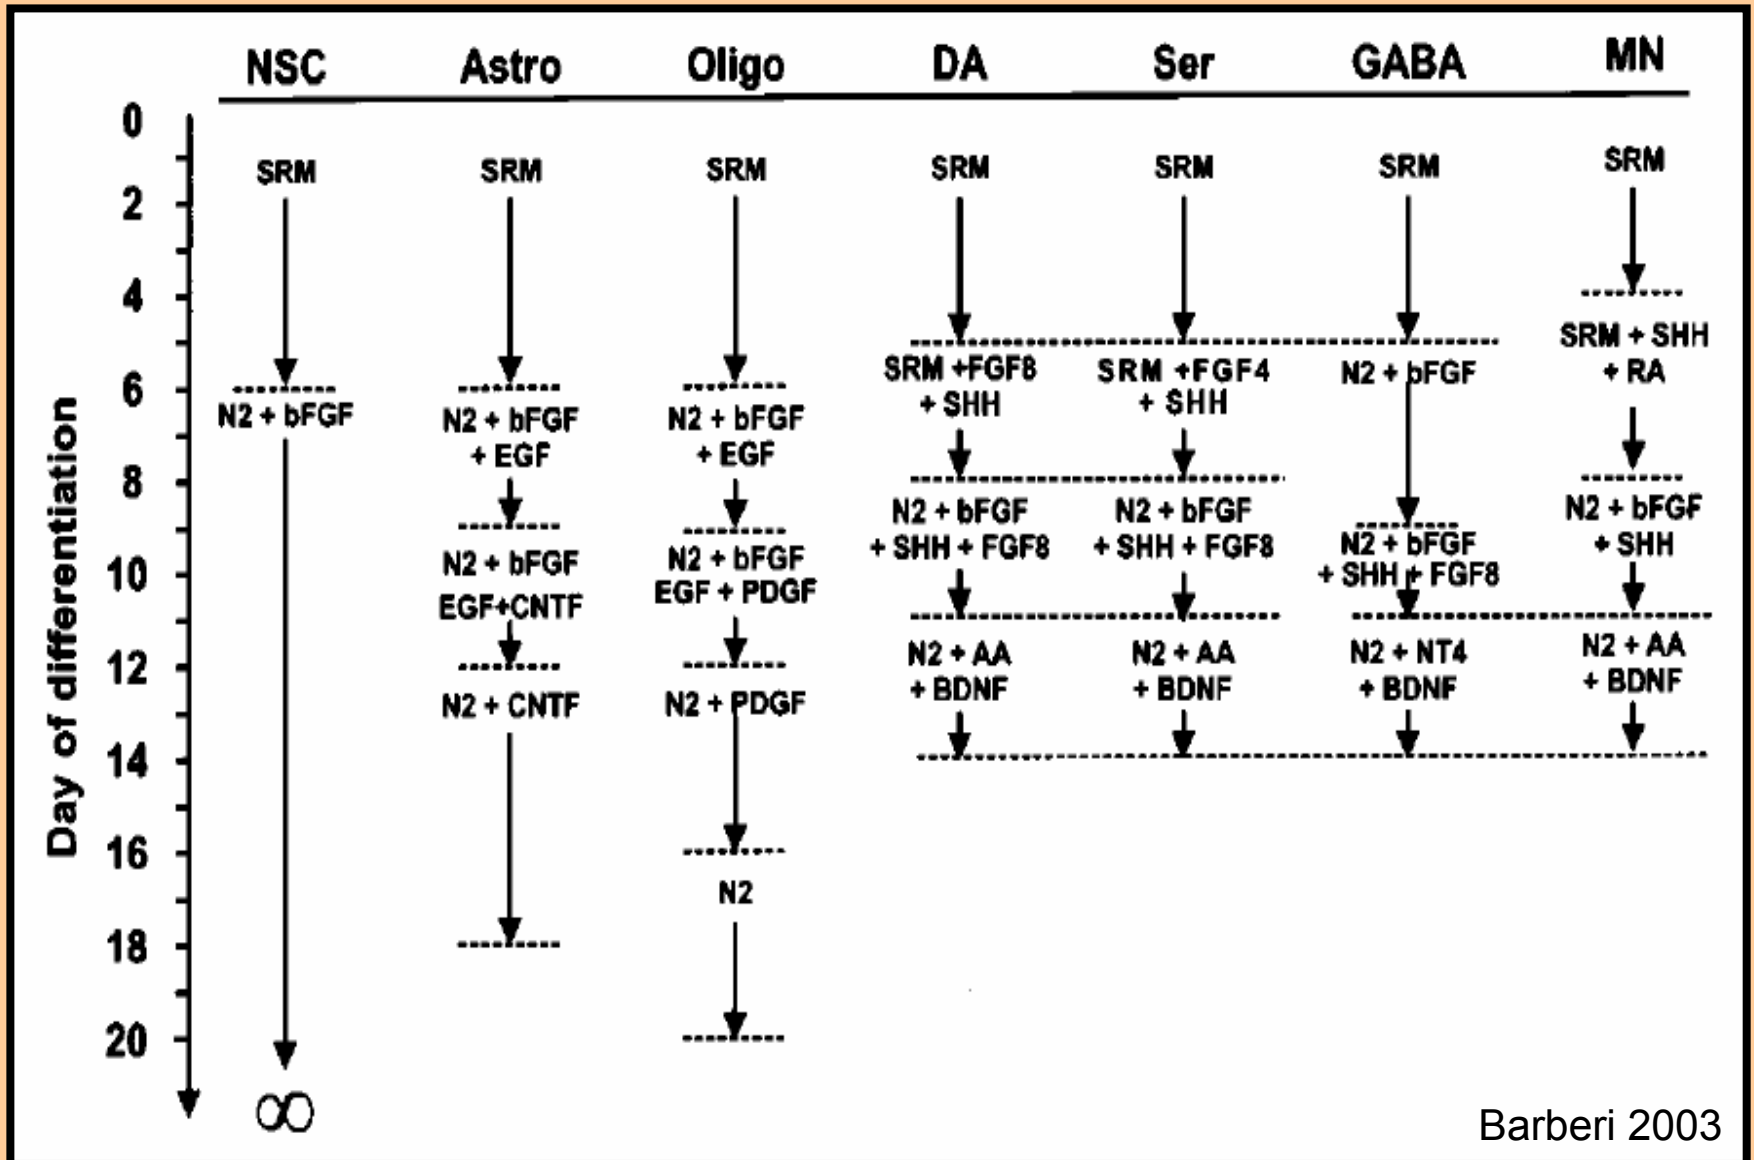 NSC Astro Oligo DA Ser GABA MN
Day of differentiation
0
2
4
6
8
10
12
14
16
18
20
SRM
N2 + bFGF
∞
SRM
N2 + bFGF
+ EGF
N2 + bFGF
EGF+CNTF
N2 + CNTF
SRM
N2 + bFGF
+ EGF
N2 + bFGF
EGF + PDGF
N2 + PDGF
N2
SRM
SRM +FGF8
+ SHH
N2 + bFGF
+ SHH + FGF8
N2 + AA
+ BDNF
SRM
SRM +FGF4
+ SHH
N2 + bFGF
+ SHH + FGF8
N2 + AA
+ BDNF
SRM
N2 + bFGF
N2 + bFGF
+ SHH + FGF8
N2 + NT4
+ BDNF
SRM
SRM + SHH
+ RA
N2 + bFGF
+ SHH
N2 + AA
+ BDNF
Barberi 2003